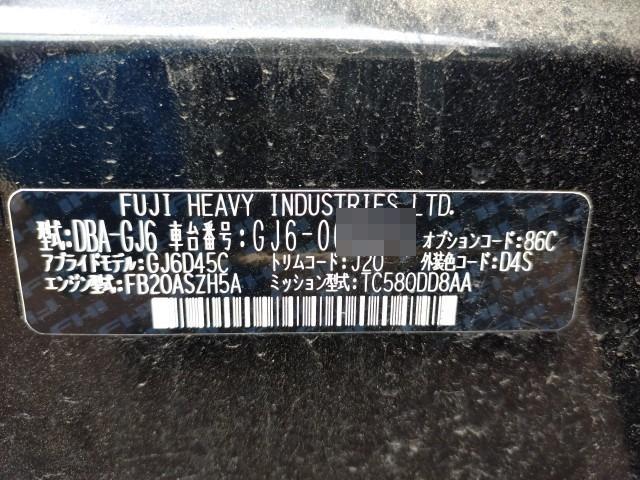 FUJI HEAVY INDUSTRIES LTD.
型式:DBA-GJ6 車台番号:GJ6-0 オプションコード:86C
アプライドモデル:GJ6D45C トリムコード:J20 外装色コード:D4S
エンジン型式:FB20ASZH5A ミッション型式:TC580DD8AA